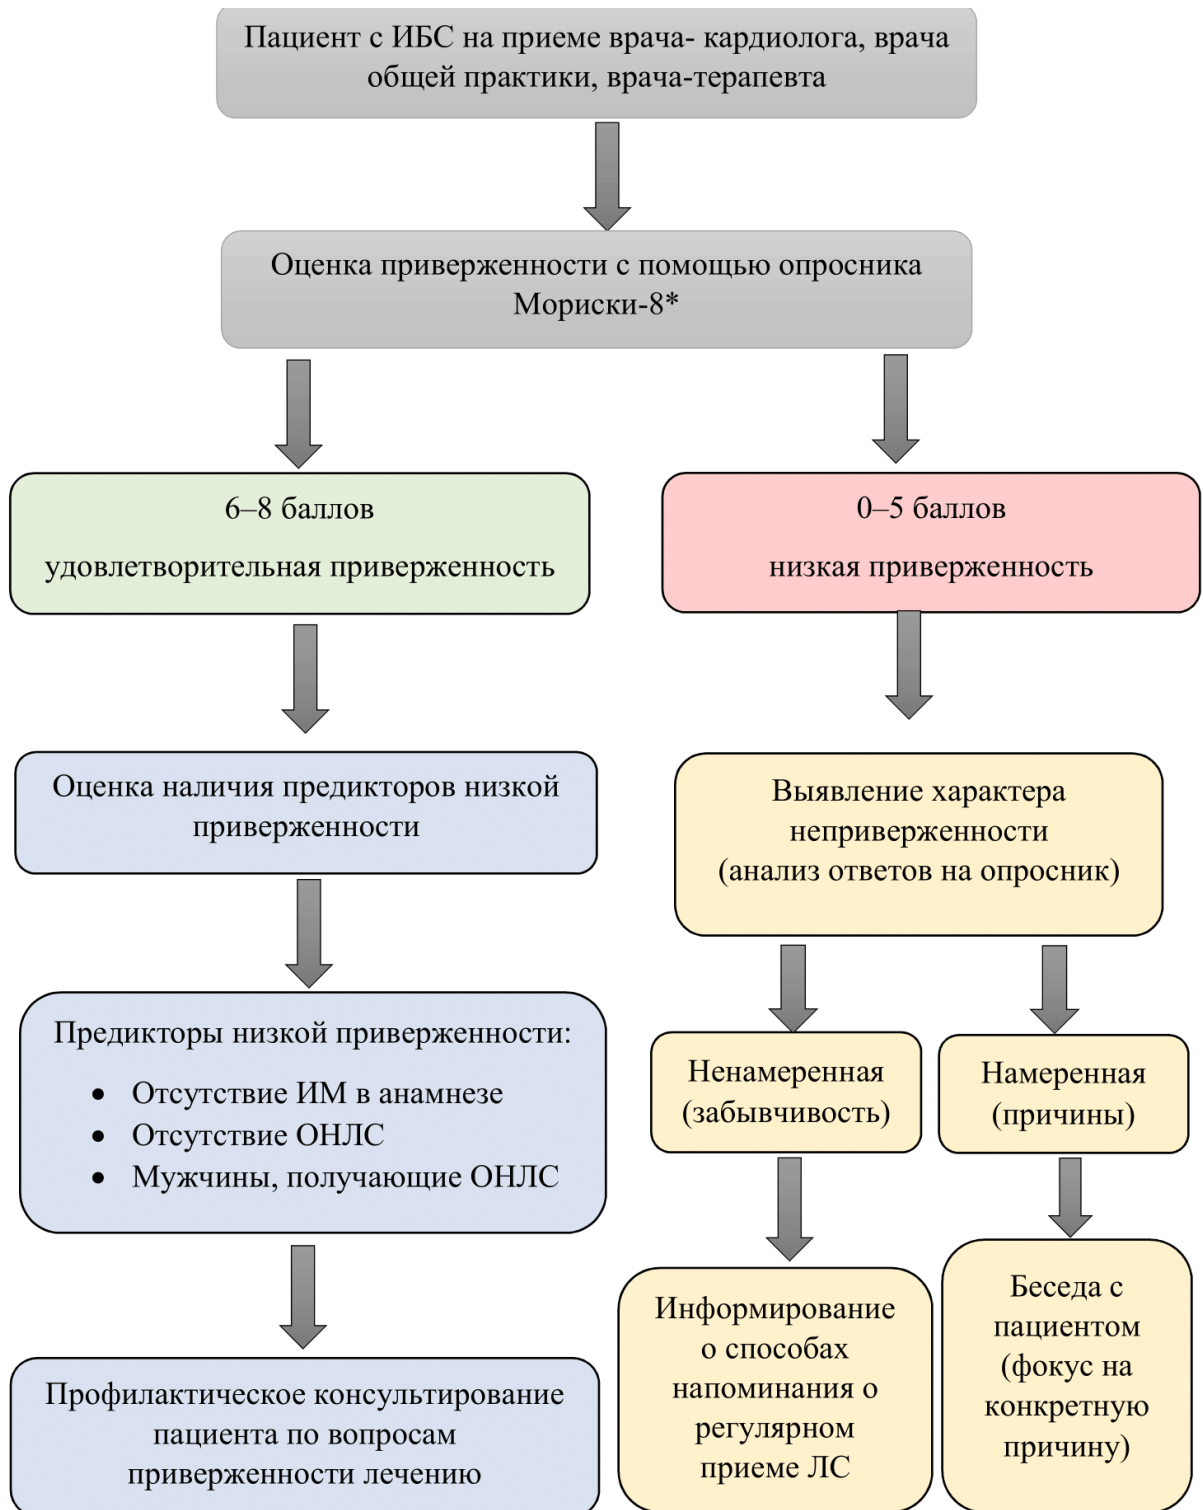 Пациент с ИБС на приеме врача- кардиолога, врача
общей практики, врача-терапевта
Оценка приверженности с помощью опросника
Мориски-8*
6–8 баллов
удовлетворительная приверженность
0–5 баллов
низкая приверженность
Оценка наличия предикторов низкой
приверженности
Выявление характера
неприверженности
(анализ ответов на опросник)
Предикторы низкой приверженности:
• Отсутствие ИМ в анамнезе
• Отсутствие ОНЛС
• Мужчины, получающие ОНЛС
Ненамеренная
(забывчивость)
Намеренная
(причины)
Профилактическое консультирование
пациента по вопросам
приверженности лечению
Информирование
о способах
напоминания о
регулярном
приеме ЛС
Беседа с
пациентом
(фокус на
конкретную
причину)